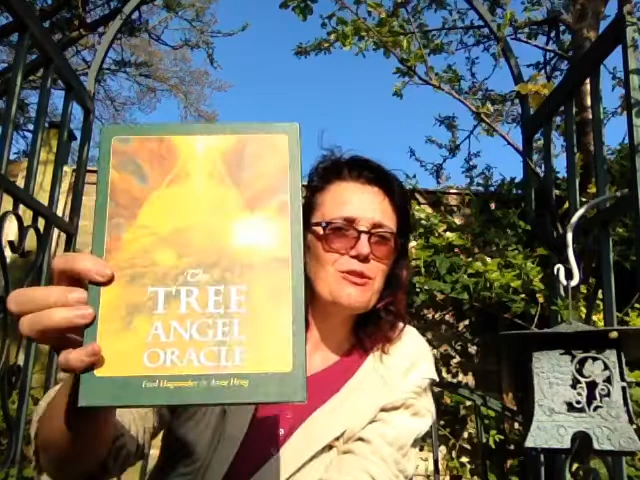 The
TREE
ANGEL
ORACLE
Fred Hageneder & Anne Heng